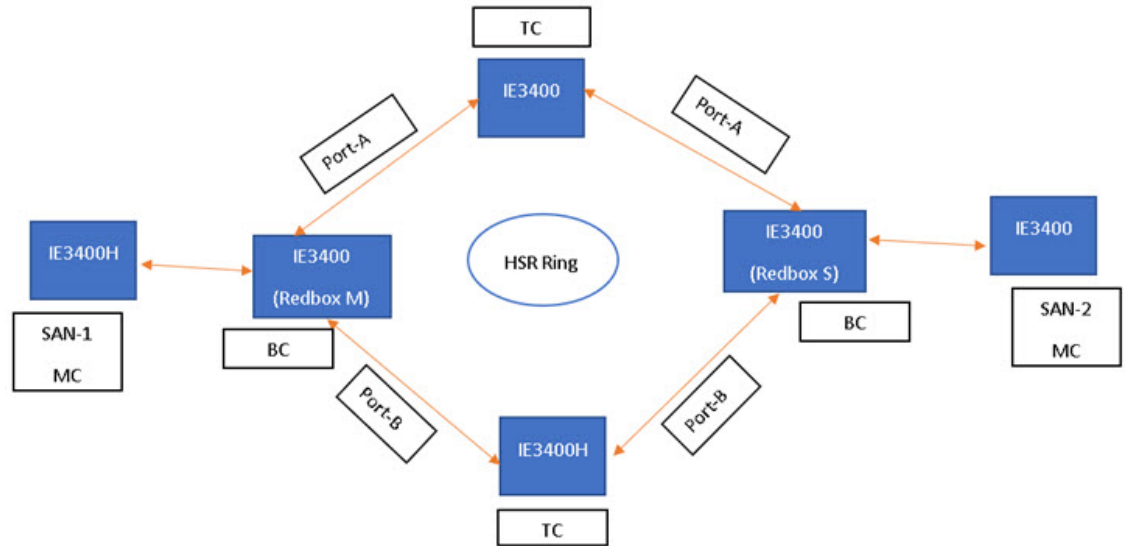 TC
IE3400
Port-A
Port-A
IE3400H
IE3400
(Redbox M)
HSR Ring
IE3400
(Redbox S)
IE3400
SAN-1
MC
BC
BC
SAN-2
MC
Port-B
Port-B
IE3400H
TC